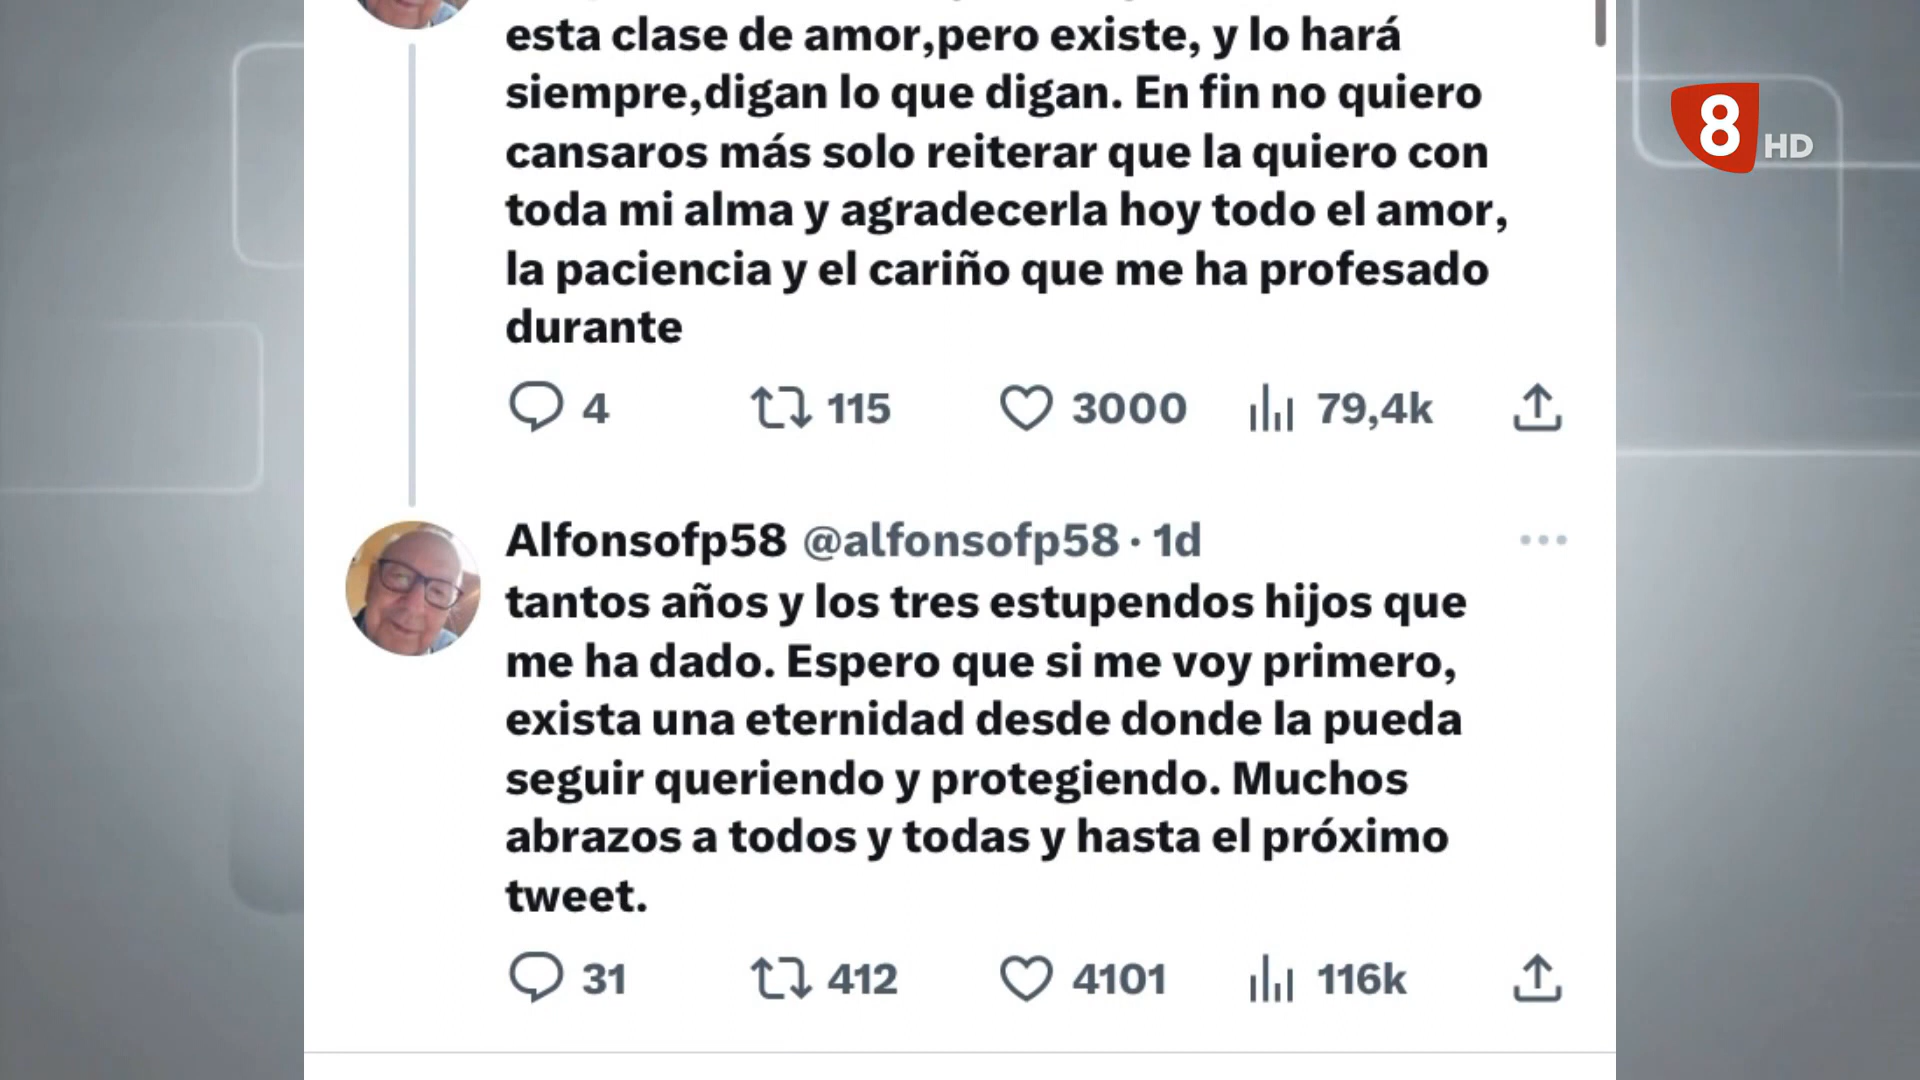 esta clase de amor,pero existe, y lo hará
siempre,digan lo que digan. En fin no quiero
cansaros más solo reiterar que la quiero con
toda mi alma y agradecerla hoy todo el amor,
la paciencia y el cariño que me ha profesado
durante
4 115 3000 79,4k
Alfonsofp58 @alfonsofp58 · 1d
tantos años y los tres estupendos hijos que
me ha dado. Espero que si me voy primero,
exista una eternidad desde donde la pueda
seguir queriendo y protegiendo. Muchos
abrazos a todos y todas y hasta el próximo
tweet.
31 412 4101 116k
8 HD